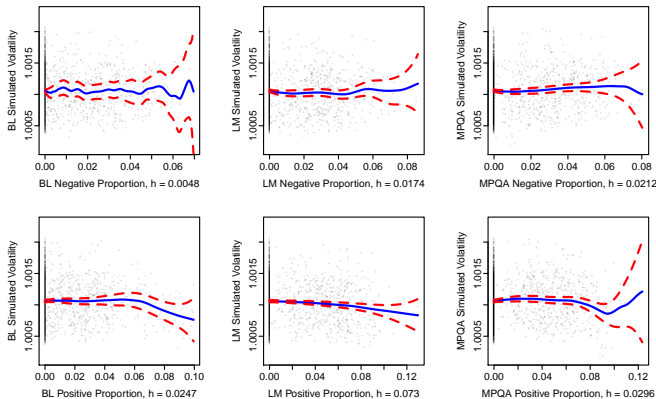 BL Simulated Volatility
1.0005 1.0015
0.00 0.02 0.04 0.06
BL Negative Proportion, h = 0.0048
LM Simulated Volatility
1.0005 1.0015
0.00 0.02 0.04 0.06 0.08
LM Negative Proportion, h = 0.0174
MPQA Simulated Volatility
1.0005 1.0015
0.00 0.02 0.04 0.06 0.08
MPQA Negative Proportion, h = 0.0212
BL Simulated Volatility
1.0005 1.0015
0.00 0.02 0.04 0.06 0.08 0.10
BL Positive Proportion, h = 0.0247
LM Simulated Volatility
1.0005 1.0015
0.00 0.04 0.08 0.12
LM Positive Proportion, h = 0.073
MPQA Simulated Volatility
1.0005 1.0015
0.00 0.04 0.08 0.12
MPQA Positive Proportion, h = 0.0296